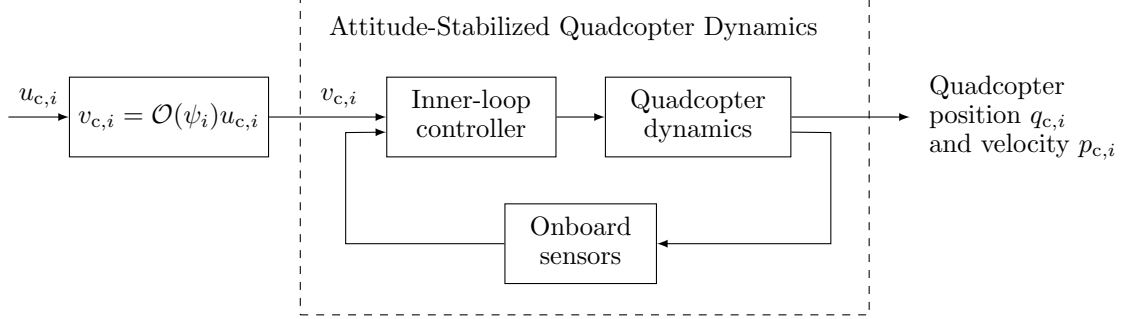 Attitude-Stabilized Quadcopter Dynamics
u_{c,i}
v_{c,i} = 𝒪(ψ_i)u_{c,i}
v_{c,i}
Inner-loop
controller
Quadcopter
dynamics
Quadcopter
position q_{c,i}
and velocity p_{c,i}
Onboard
sensors